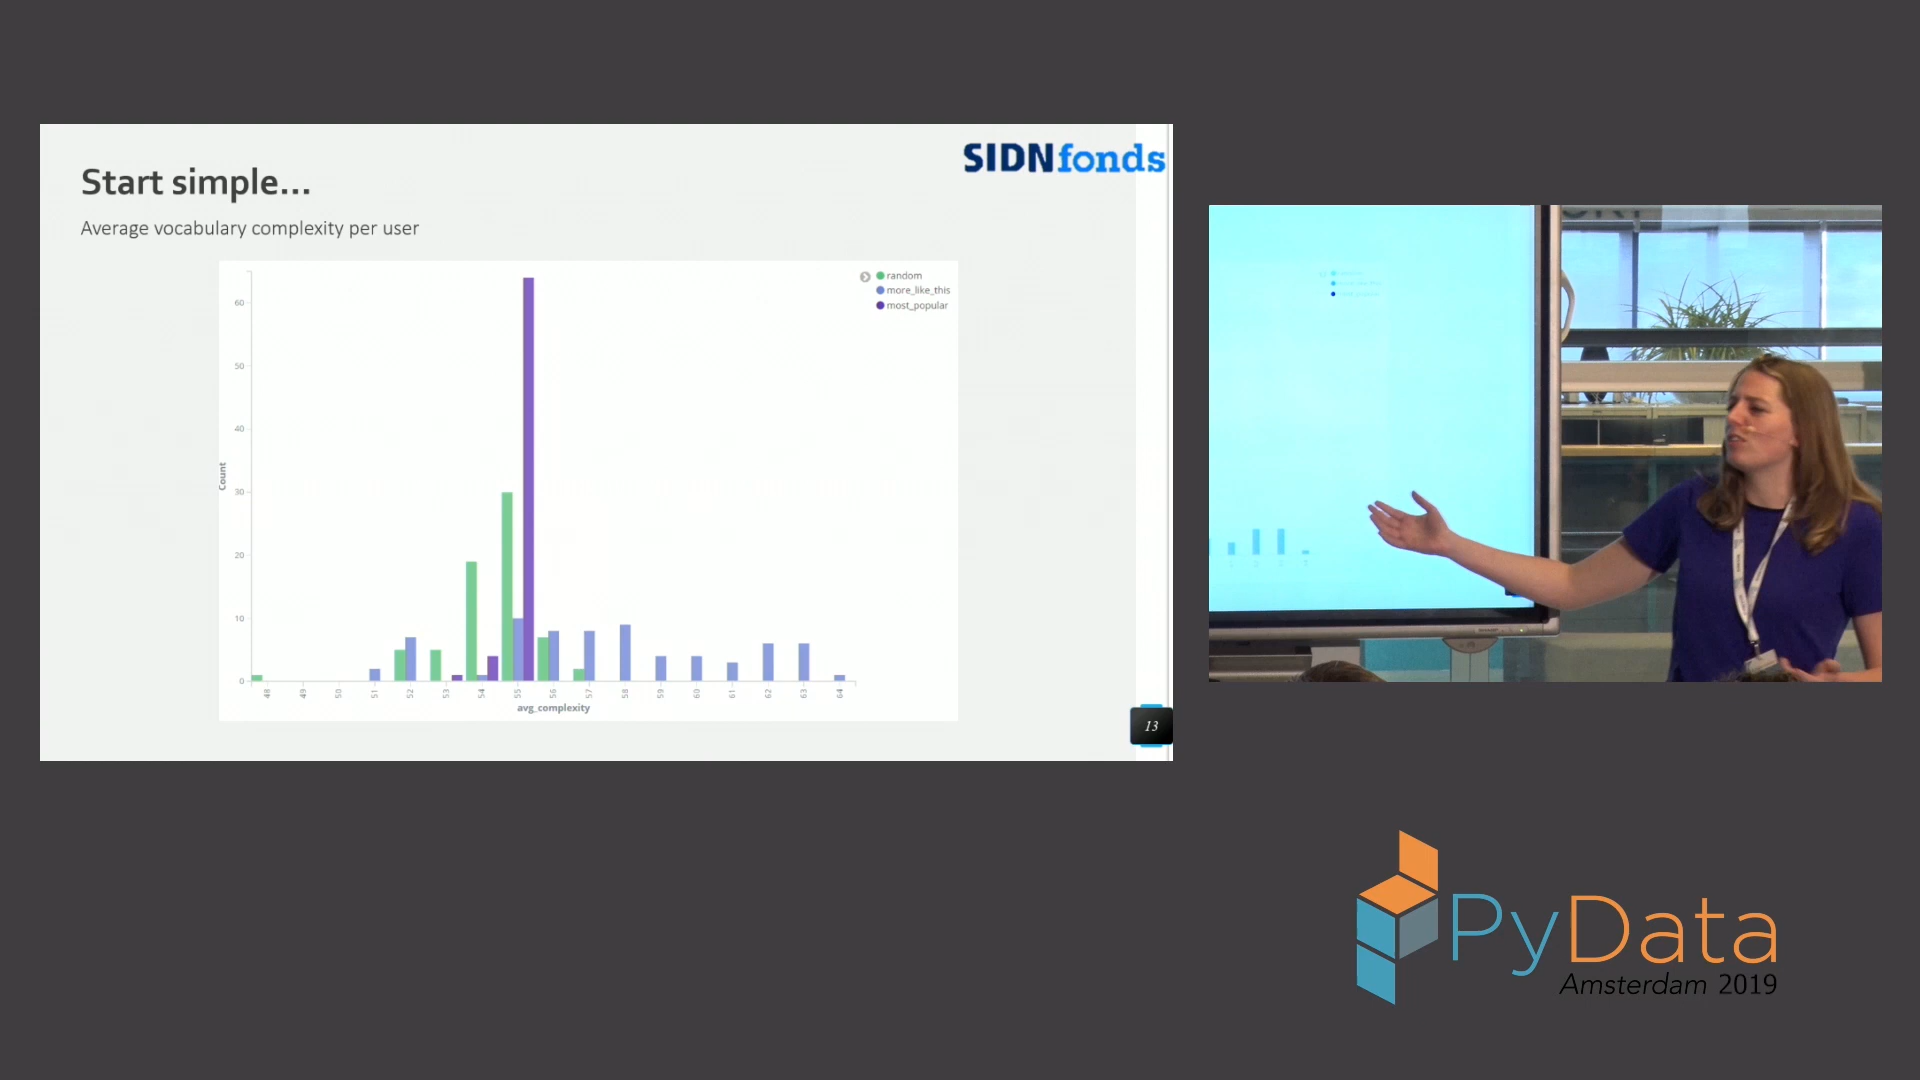 Start simple...
SIDNfonds
Average vocabulary complexity per user
random
more_like_this
most_popular
60
50
40
30
20
10
0
Count
48 49 50 51 52 53 54 55 56 57 58 59 60 61 62 63 64
avg_complexity
13
PyData
Amsterdam 2019